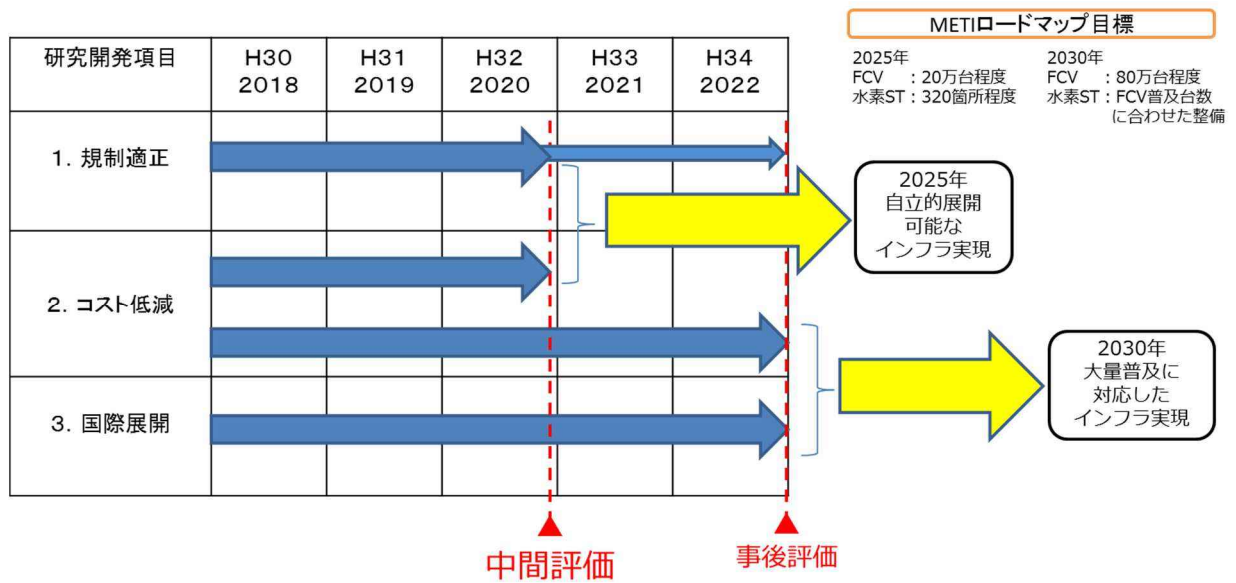 METIロードマップ目標
2025年
FCV　：20万台程度
水素ST：320箇所程度
2030年
FCV　：80万台程度
水素ST：FCV普及台数
に合わせた整備
研究開発項目
H30
2018
H31
2019
H32
2020
H33
2021
H34
2022
1. 規制適正
2. コスト低減
3. 国際展開
2025年
自立的展開
可能な
インフラ実現
2030年
大量普及に
対応した
インフラ実現
中間評価
事後評価